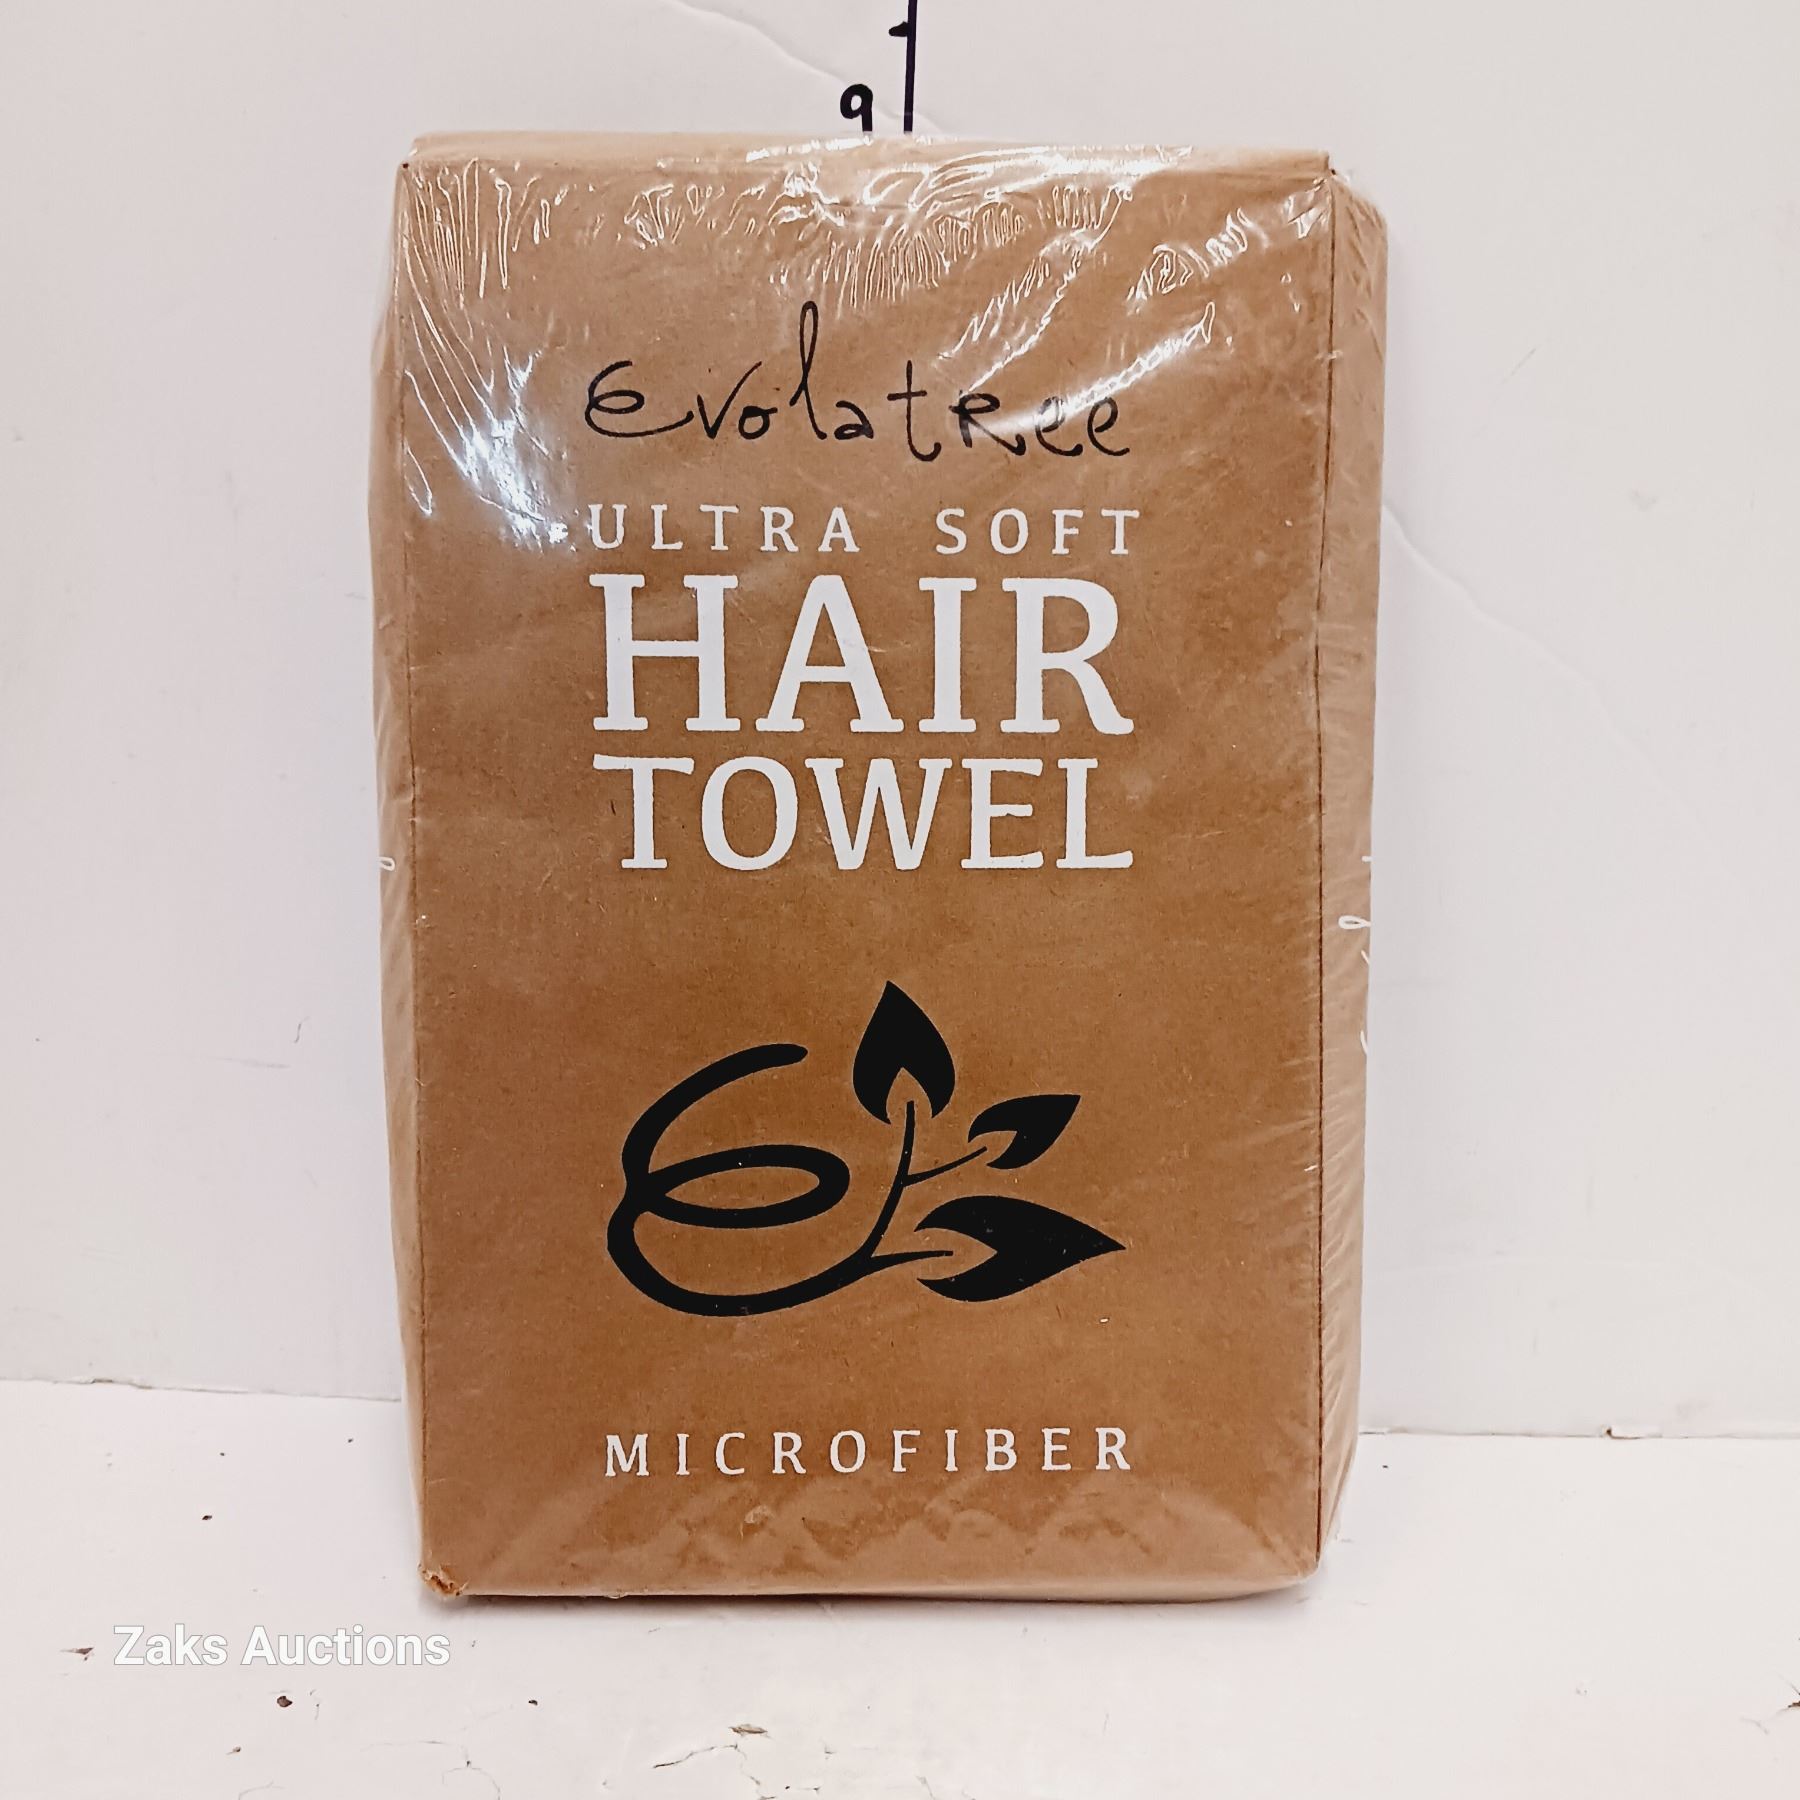 9
evolatree
ULTRA SOFT
HAIR
TOWEL
MICROFIBER
Zaks Auctions